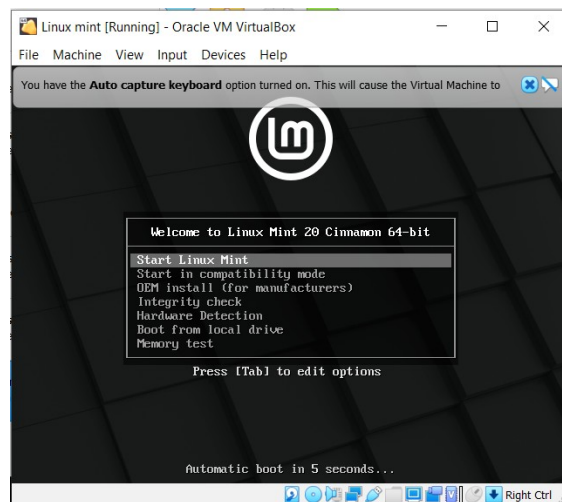 Linux mint [Running] - Oracle VM VirtualBox
File Machine View Input Devices Help
You have the Auto capture keyboard option turned on. This will cause the Virtual Machine to
Welcome to Linux Mint 20 Cinnamon 64-bit
Start Linux Mint
Start in compatibility mode
OEM install (for manufacturers)
Integrity check
Hardware Detection
Boot from local drive
Memory test
Press [Tab] to edit options
Automatic boot in 5 seconds...
Right Ctrl